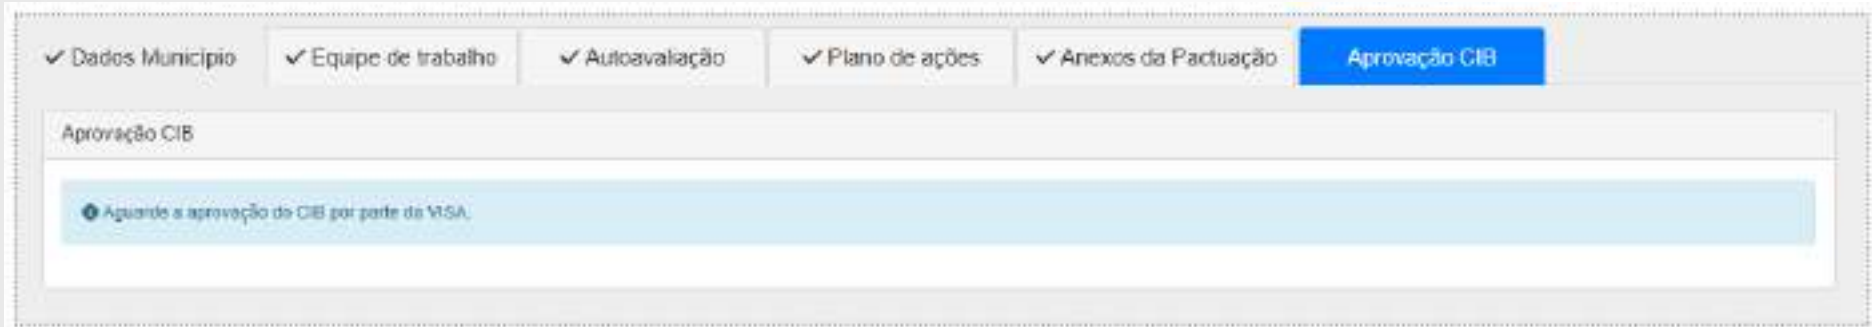 ✓ Dados Município ✓ Equipe de trabalho ✓ Autoavaliação ✓ Plano de ações ✓ Anexos da Pactuação Aprovação CIB
Aprovação CIB
Aguarde a aprovação do CIB por parte da VISA.